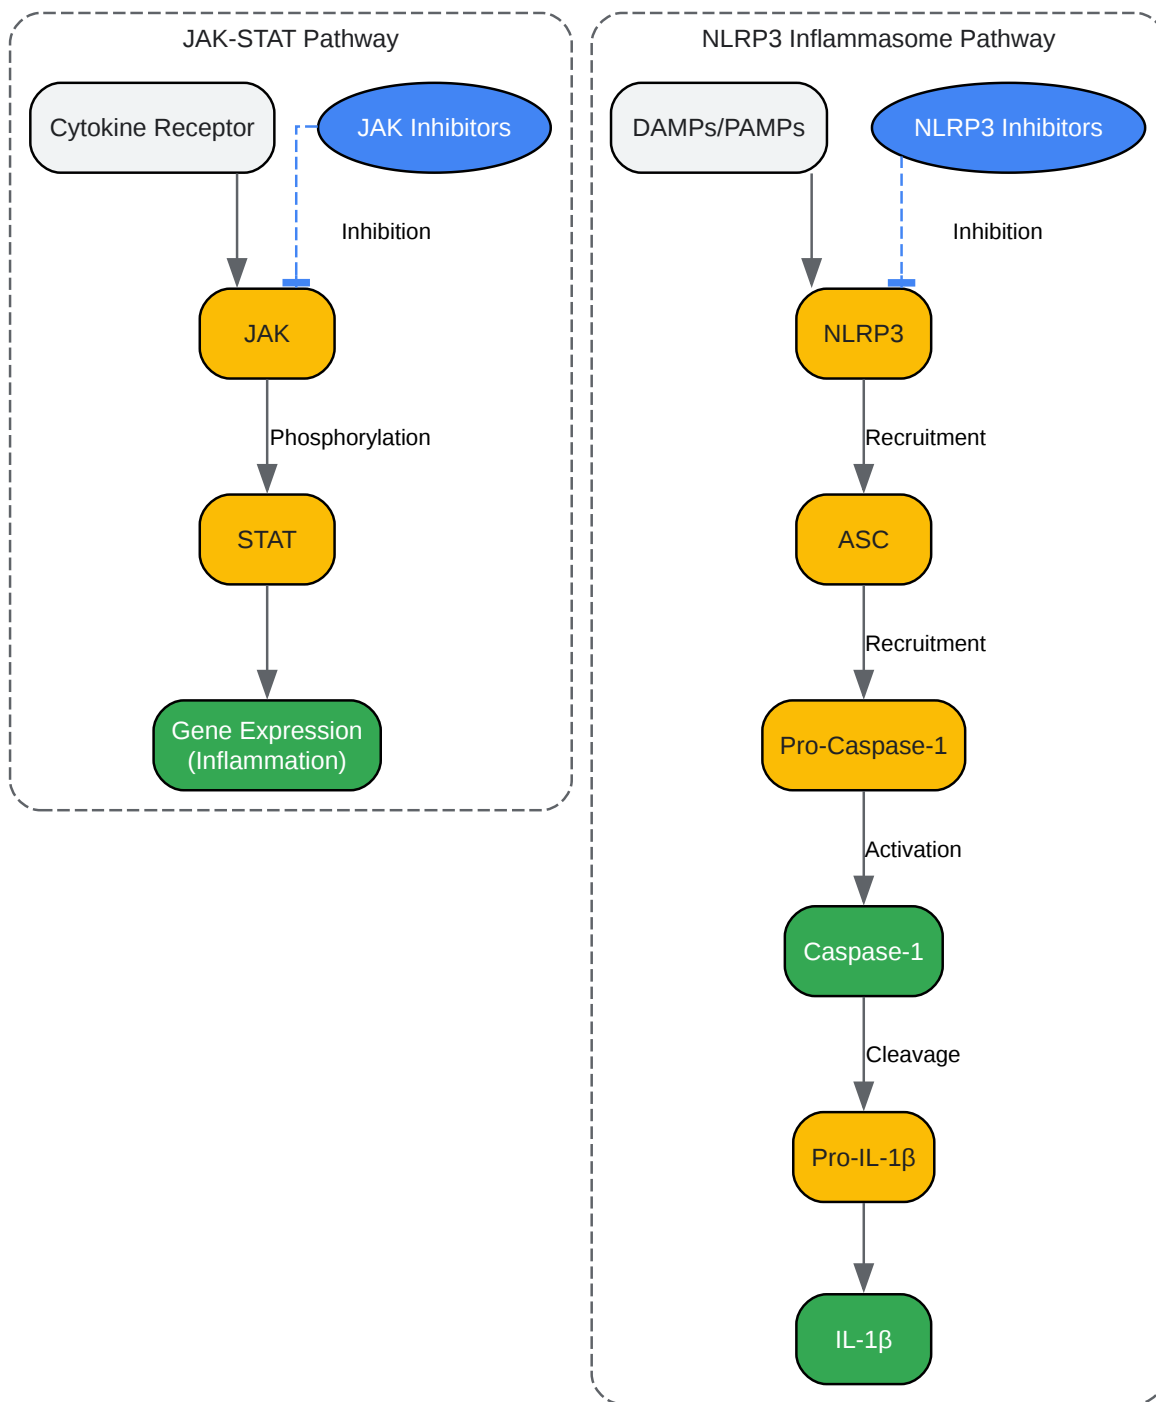 JAK-STAT Pathway
Cytokine Receptor
JAK Inhibitors
Inhibition
JAK
Phosphorylation
STAT
Gene Expression
(Inflammation)
NLRP3 Inflammasome Pathway
DAMPs/PAMPs
NLRP3 Inhibitors
Inhibition
NLRP3
Recruitment
ASC
Recruitment
Pro-Caspase-1
Activation
Caspase-1
Cleavage
Pro-IL-1β
IL-1β